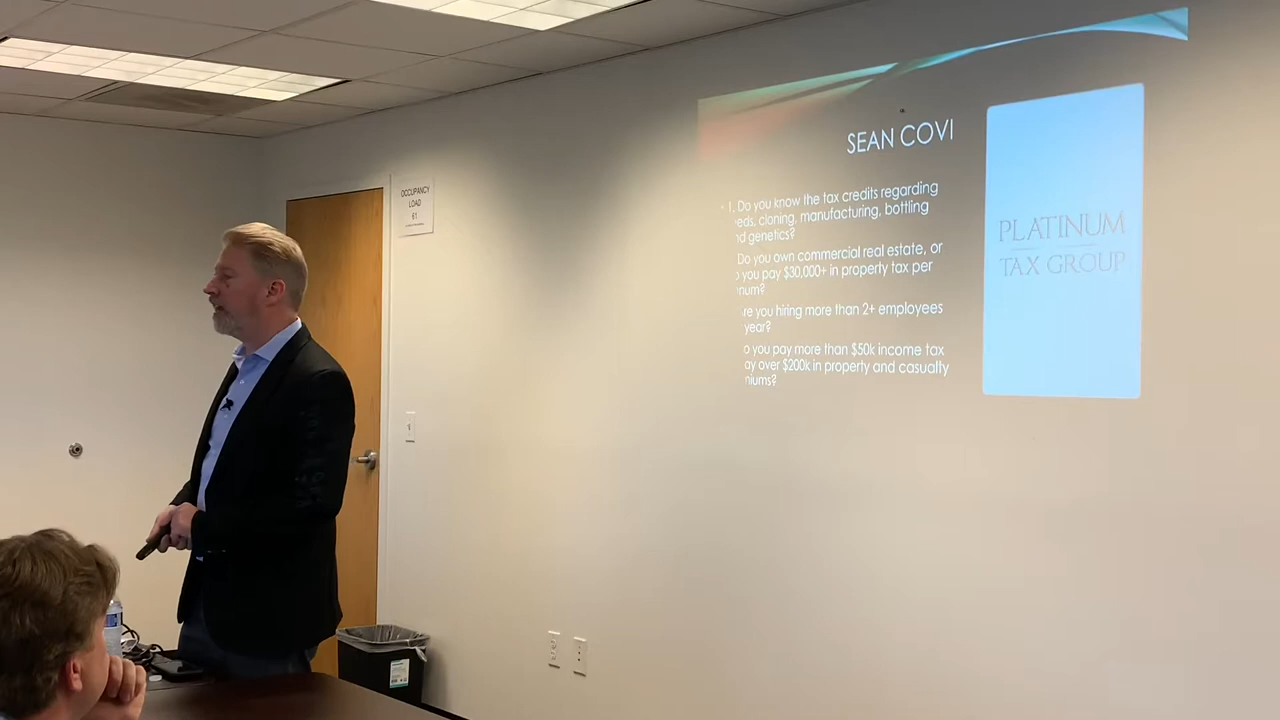 OCCUPANCY
LOAD
SEAN COVI
• 1. Do you know the tax credits regarding
eds, cloning, manufacturing, bottling
nd genetics?
Do you own commercial real estate, or
you pay $30,000+ in property tax per
num?
re you hiring more than 2+ employees
year?
o you pay more than $50k income tax
ay over $200k in property and casualty
niums?
PLATINUM
TAX GROUP